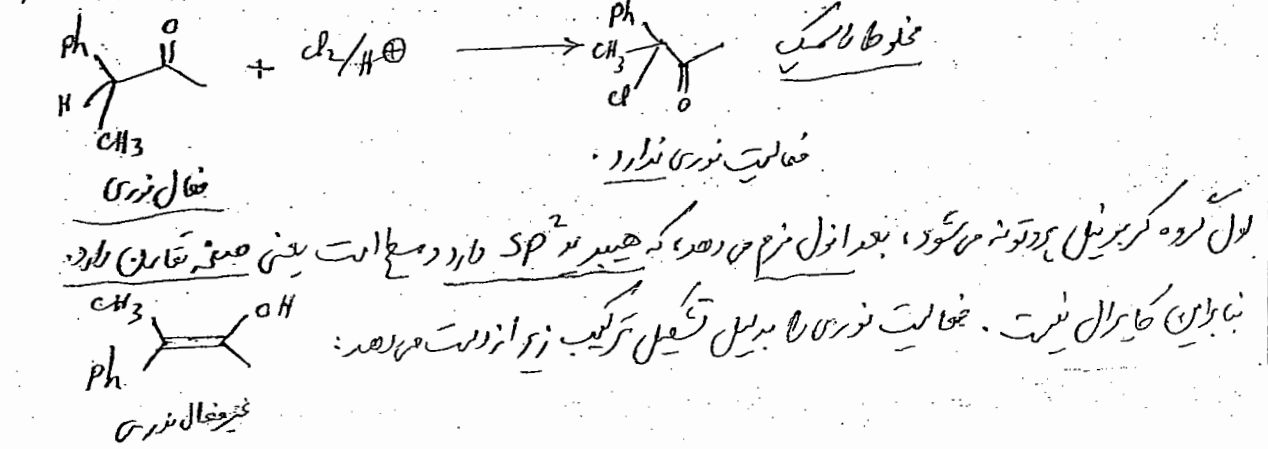 Ph O H CH3 + Cl2/H⊕ → Ph CH3 Cl O مخلوط راسمیک
فعالیت نوری ندارد.
فعال نوری
اول گروه کربونیل پروتونه می‌شود، بعد انول فرم می‌دهد، که هیبرید sp2 دارد و مسطح است یعنی صفحه تقارن دارد.
بنابراین کایرال نیست. فعالیت نوری را بدلیل تشکیل ترکیب زیر از دست می‌دهد:
CH3 OH
Ph
غیرفعال نوری